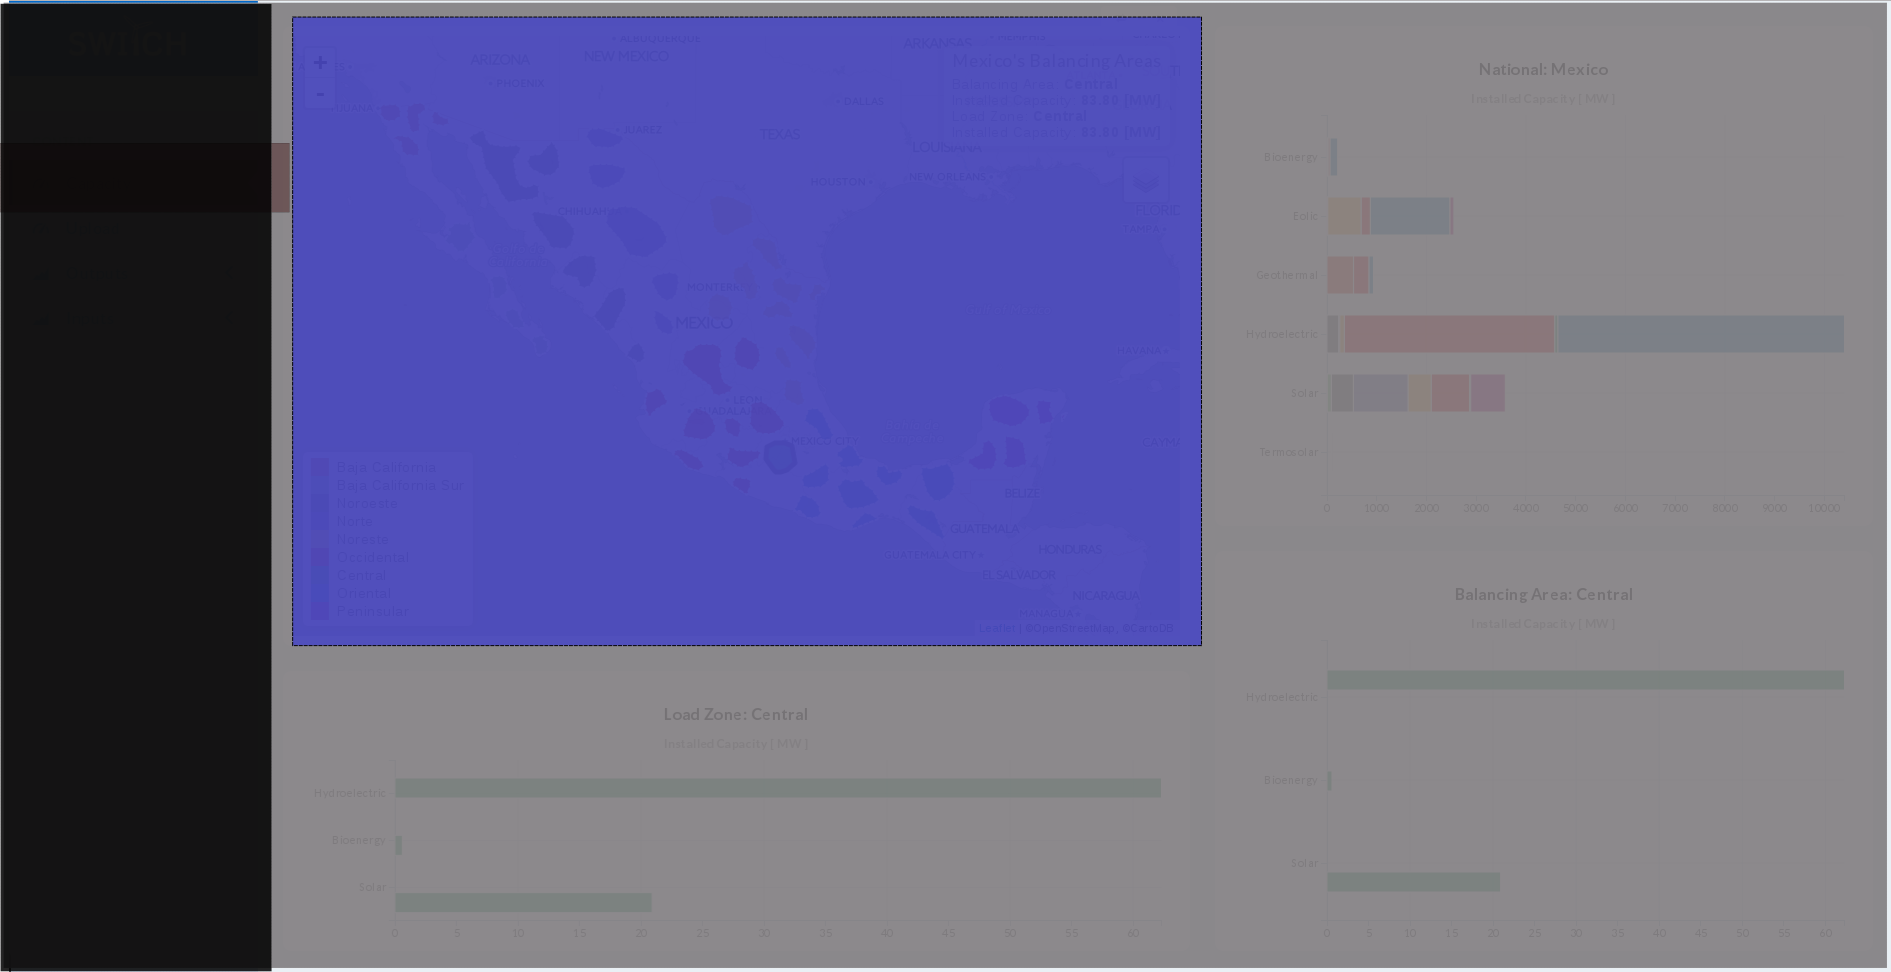 SWITCH
+
-
ALBUQUERQUE
ARIZONA
NEW MEXICO
ARKANSAS
PHOENIX
DALLAS
JUAREZ
TEXAS
LOUISIANA
HOUSTON
NEW ORLEANS
TAMPA
MEXICO
LEON
MEXICO CITY
HAVANA
BELIZE
GUATEMALA
GUATEMALA CITY
HONDURAS
EL SALVADOR
NICARAGUA
MANAGUA
Mexico's Balancing Areas
Balancing Area: Central
Installed Capacity: 83.80 [MW]
Load Zone: Central
Installed Capacity: 83.80 [MW]
Baja California
Baja California Sur
Noroeste
Norte
Noreste
Occidental
Central
Oriental
Peninsular
Leaflet | ©OpenStreetMap ©CartoDB
National: Mexico
Installed Capacity [ MW ]
Bioenergy
Eolic
Geothermal
Hydroelectric
Solar
Termosolar
0 1000 2000 3000 4000 5000 6000 7000 8000 9000 10000
Load Zone: Central
Installed Capacity [ MW ]
Hydroelectric
Bioenergy
Solar
0 5 10 15 20 25 30 35 40 45 50 55 60
Balancing Area: Central
Installed Capacity [ MW ]
Hydroelectric
Bioenergy
Solar
0 5 10 15 20 25 30 35 40 45 50 55 60